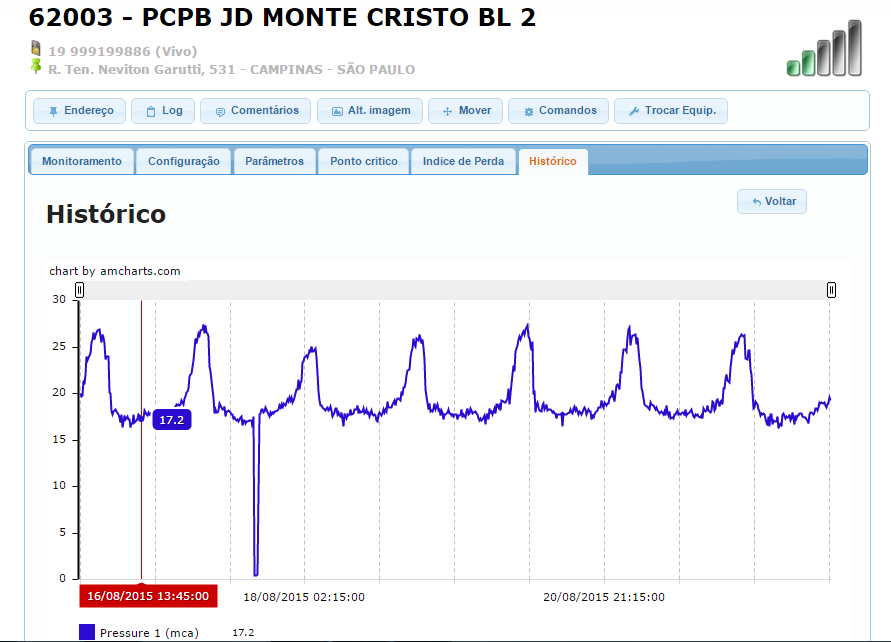 62003 - PCPB JD MONTE CRISTO BL 2
19 999199886 (Vivo)
R. Ten. Neviton Garutti, 531 - CAMPINAS - SÃO PAULO
Endereço Log Comentários Alt. imagem Mover Comandos Trocar Equip.
Monitoramento Configuração Parâmetros Ponto critico Indice de Perda Histórico
Histórico
Voltar
chart by amcharts.com
30
25
20
17.2
15
10
5
0
16/08/2015 13:45:00 18/08/2015 02:15:00 20/08/2015 21:15:00
Pressure 1 (mca) 17.2